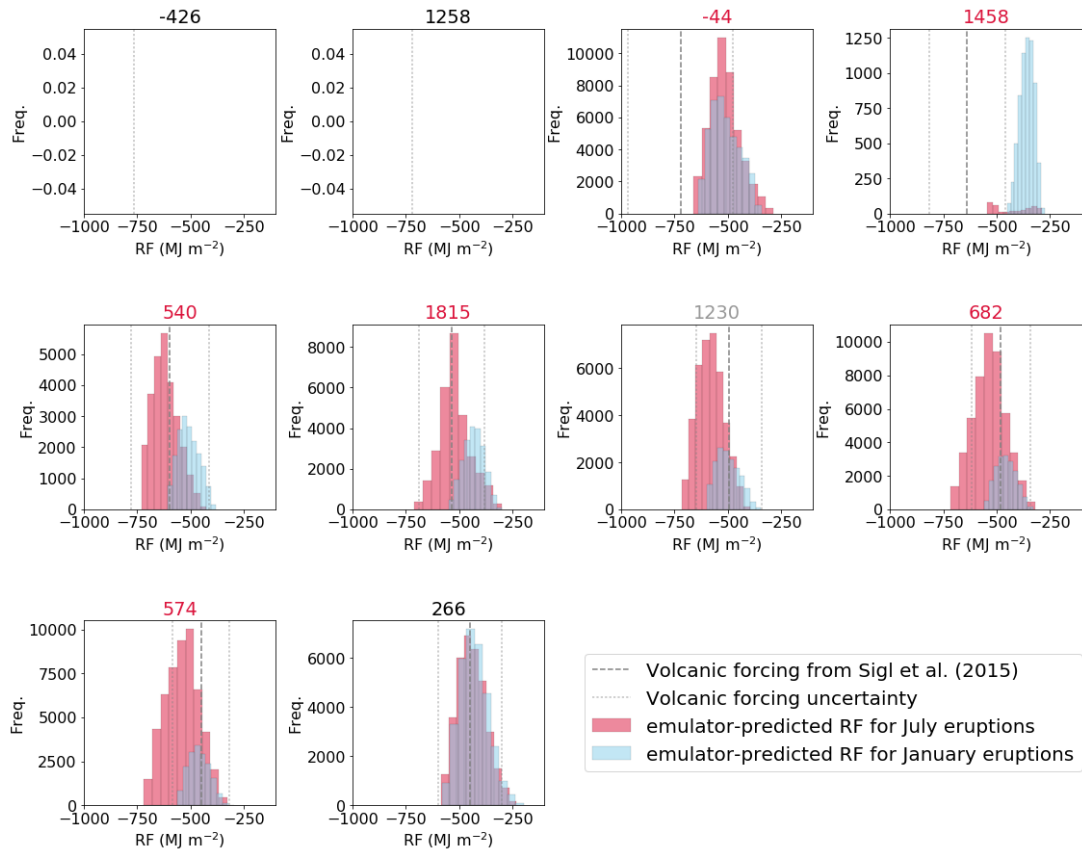 -426
1258
-44
1458
0.04
0.02
0.00
−0.02
−0.04
Freq.
−1000 −750 −500 −250
RF (MJ m⁻²)
0.04
0.02
0.00
−0.02
−0.04
Freq.
−1000 −750 −500 −250
RF (MJ m⁻²)
10000
8000
6000
4000
2000
0
Freq.
−1000 −750 −500 −250
RF (MJ m⁻²)
1250
1000
750
500
250
0
Freq.
−1000 −750 −500 −250
RF (MJ m⁻²)
540
1815
1230
682
5000
4000
3000
2000
1000
0
Freq.
−1000 −750 −500 −250
RF (MJ m⁻²)
8000
6000
4000
2000
0
Freq.
−1000 −750 −500 −250
RF (MJ m⁻²)
6000
4000
2000
0
Freq.
−1000 −750 −500 −250
RF (MJ m⁻²)
10000
8000
6000
4000
2000
0
Freq.
−1000 −750 −500 −250
RF (MJ m⁻²)
574
266
10000
7500
5000
2500
0
Freq.
−1000 −750 −500 −250
RF (MJ m⁻²)
6000
4000
2000
0
Freq.
−1000 −750 −500 −250
RF (MJ m⁻²)
Volcanic forcing from Sigl et al. (2015)
Volcanic forcing uncertainty
emulator-predicted RF for July eruptions
emulator-predicted RF for January eruptions